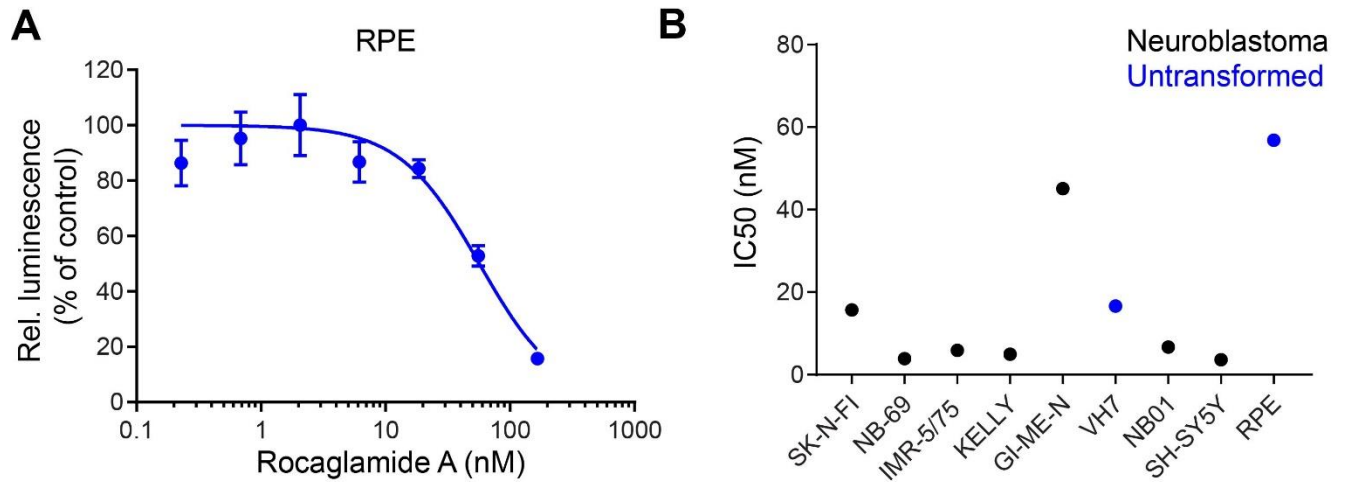 A
RPE
Rel. luminescence
(% of control)
120
100
80
60
40
20
0
0.1
1
10
100
1000
Rocaglamide A (nM)
B
Neuroblastoma
Untransformed
IC50 (nM)
80
60
40
20
0
SK-N-FI
NB-69
IMR-5/75
KELLY
GI-ME-N
VH7
NB01
SH-SY5Y
RPE